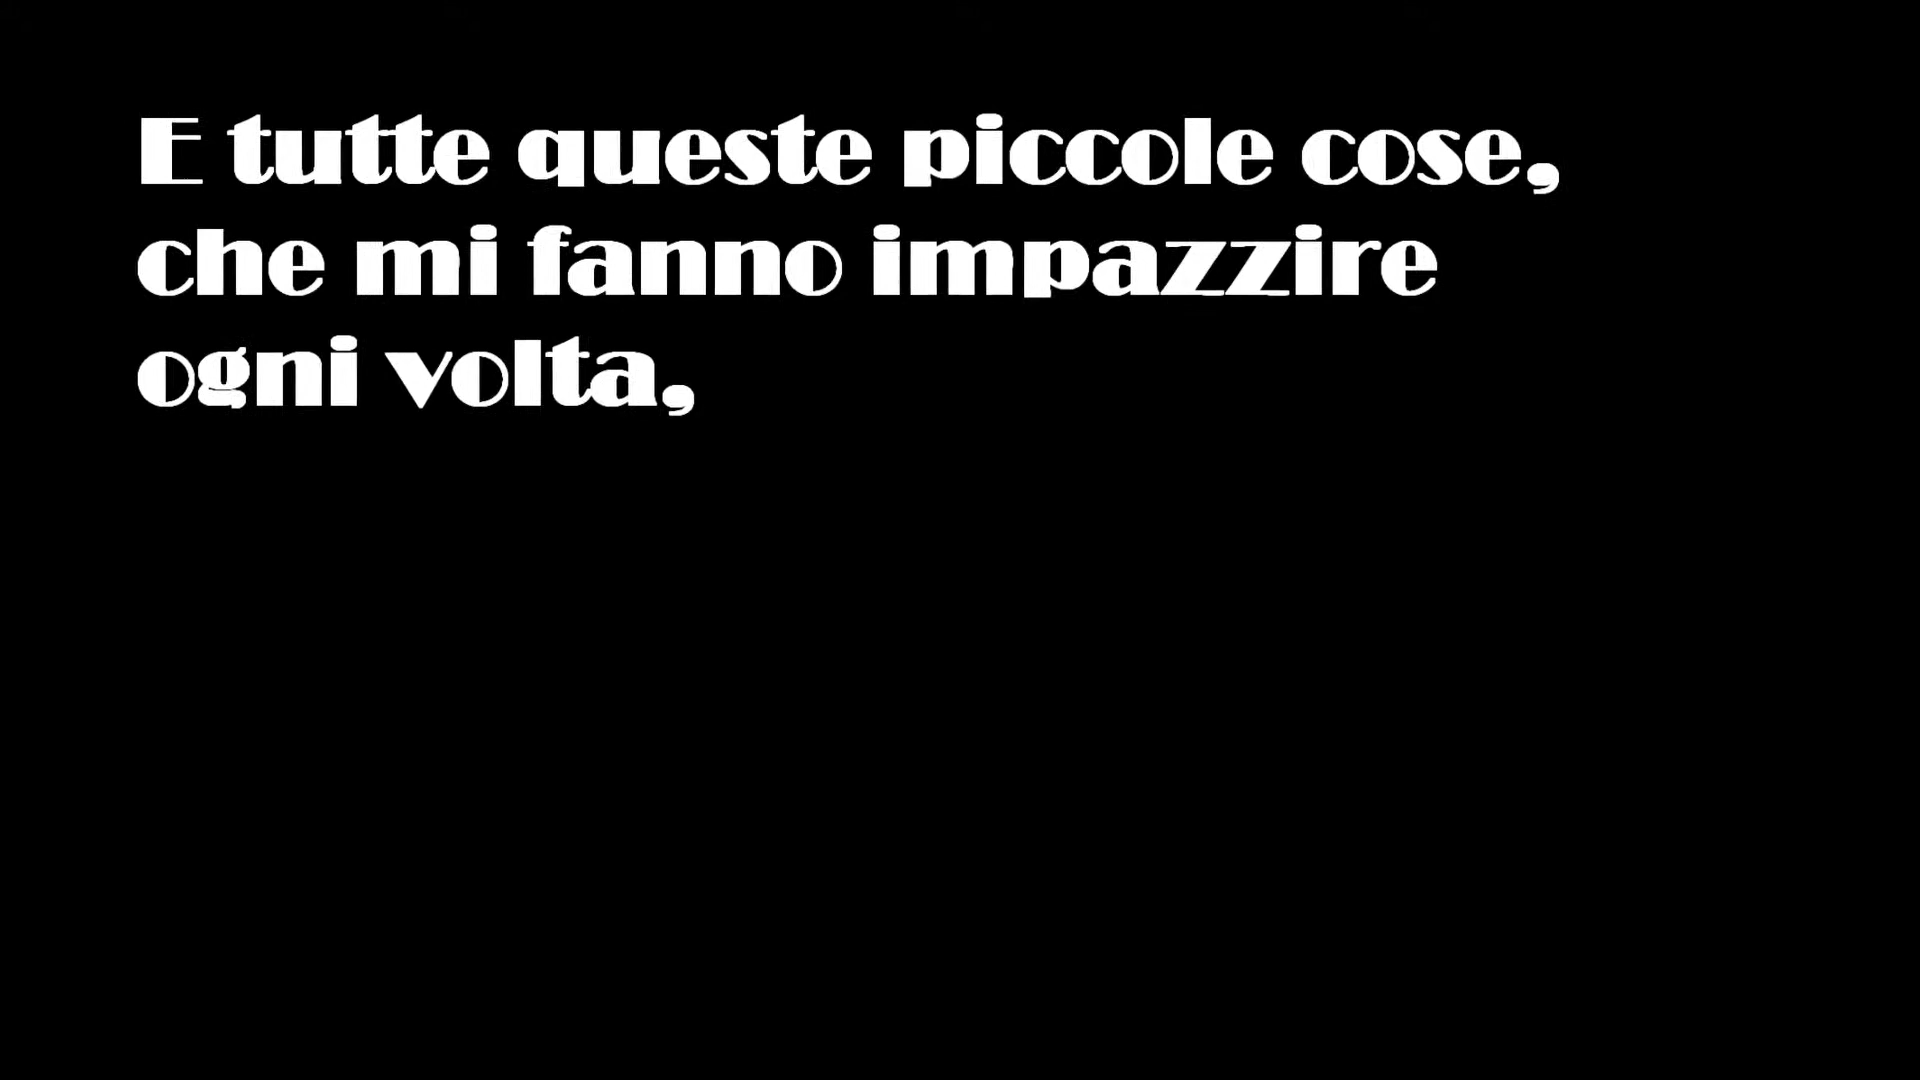 E tutte queste piccole cose,
che mi fanno impazzire
ogni volta,